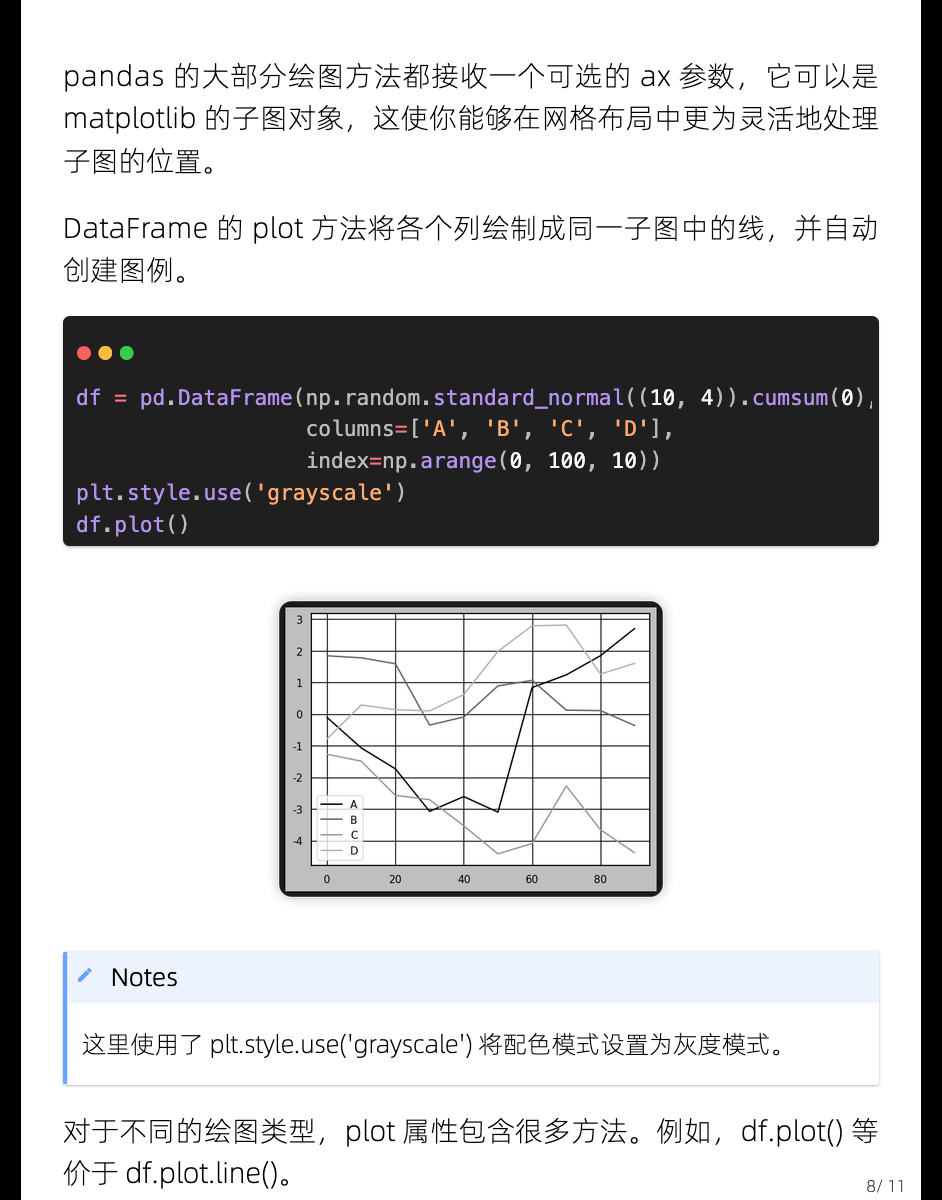 pandas 的大部分绘图方法都接收一个可选的 ax 参数，它可以是
matplotlib 的子图对象，这使你能够在网格布局中更为灵活地处理
子图的位置。
DataFrame 的 plot 方法将各个列绘制成同一子图中的线，并自动
创建图例。
df = pd.DataFrame(np.random.standard_normal((10, 4)).cumsum(0),
columns=['A', 'B', 'C', 'D'],
index=np.arange(0, 100, 10))
plt.style.use('grayscale')
df.plot()
3
2
1
0
-1
-2
-3
-4
A
B
C
D
0 20 40 60 80
Notes
这里使用了 plt.style.use('grayscale') 将配色模式设置为灰度模式。
对于不同的绘图类型，plot 属性包含很多方法。例如，df.plot() 等
价于 df.plot.line()。
8/ 11